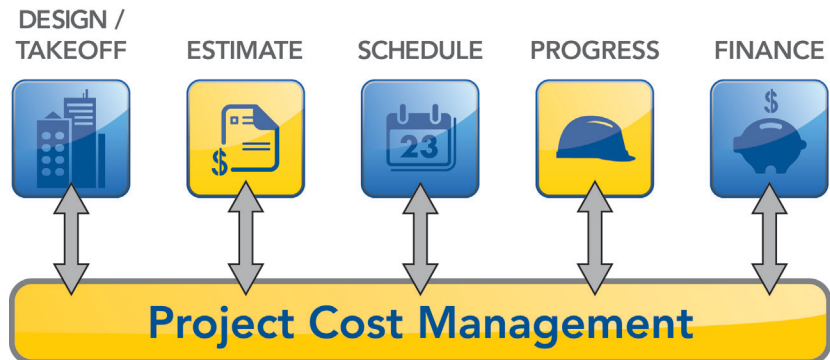 DESIGN /
TAKEOFF
ESTIMATE
SCHEDULE
PROGRESS
FINANCE
$
23
$
Project Cost Management